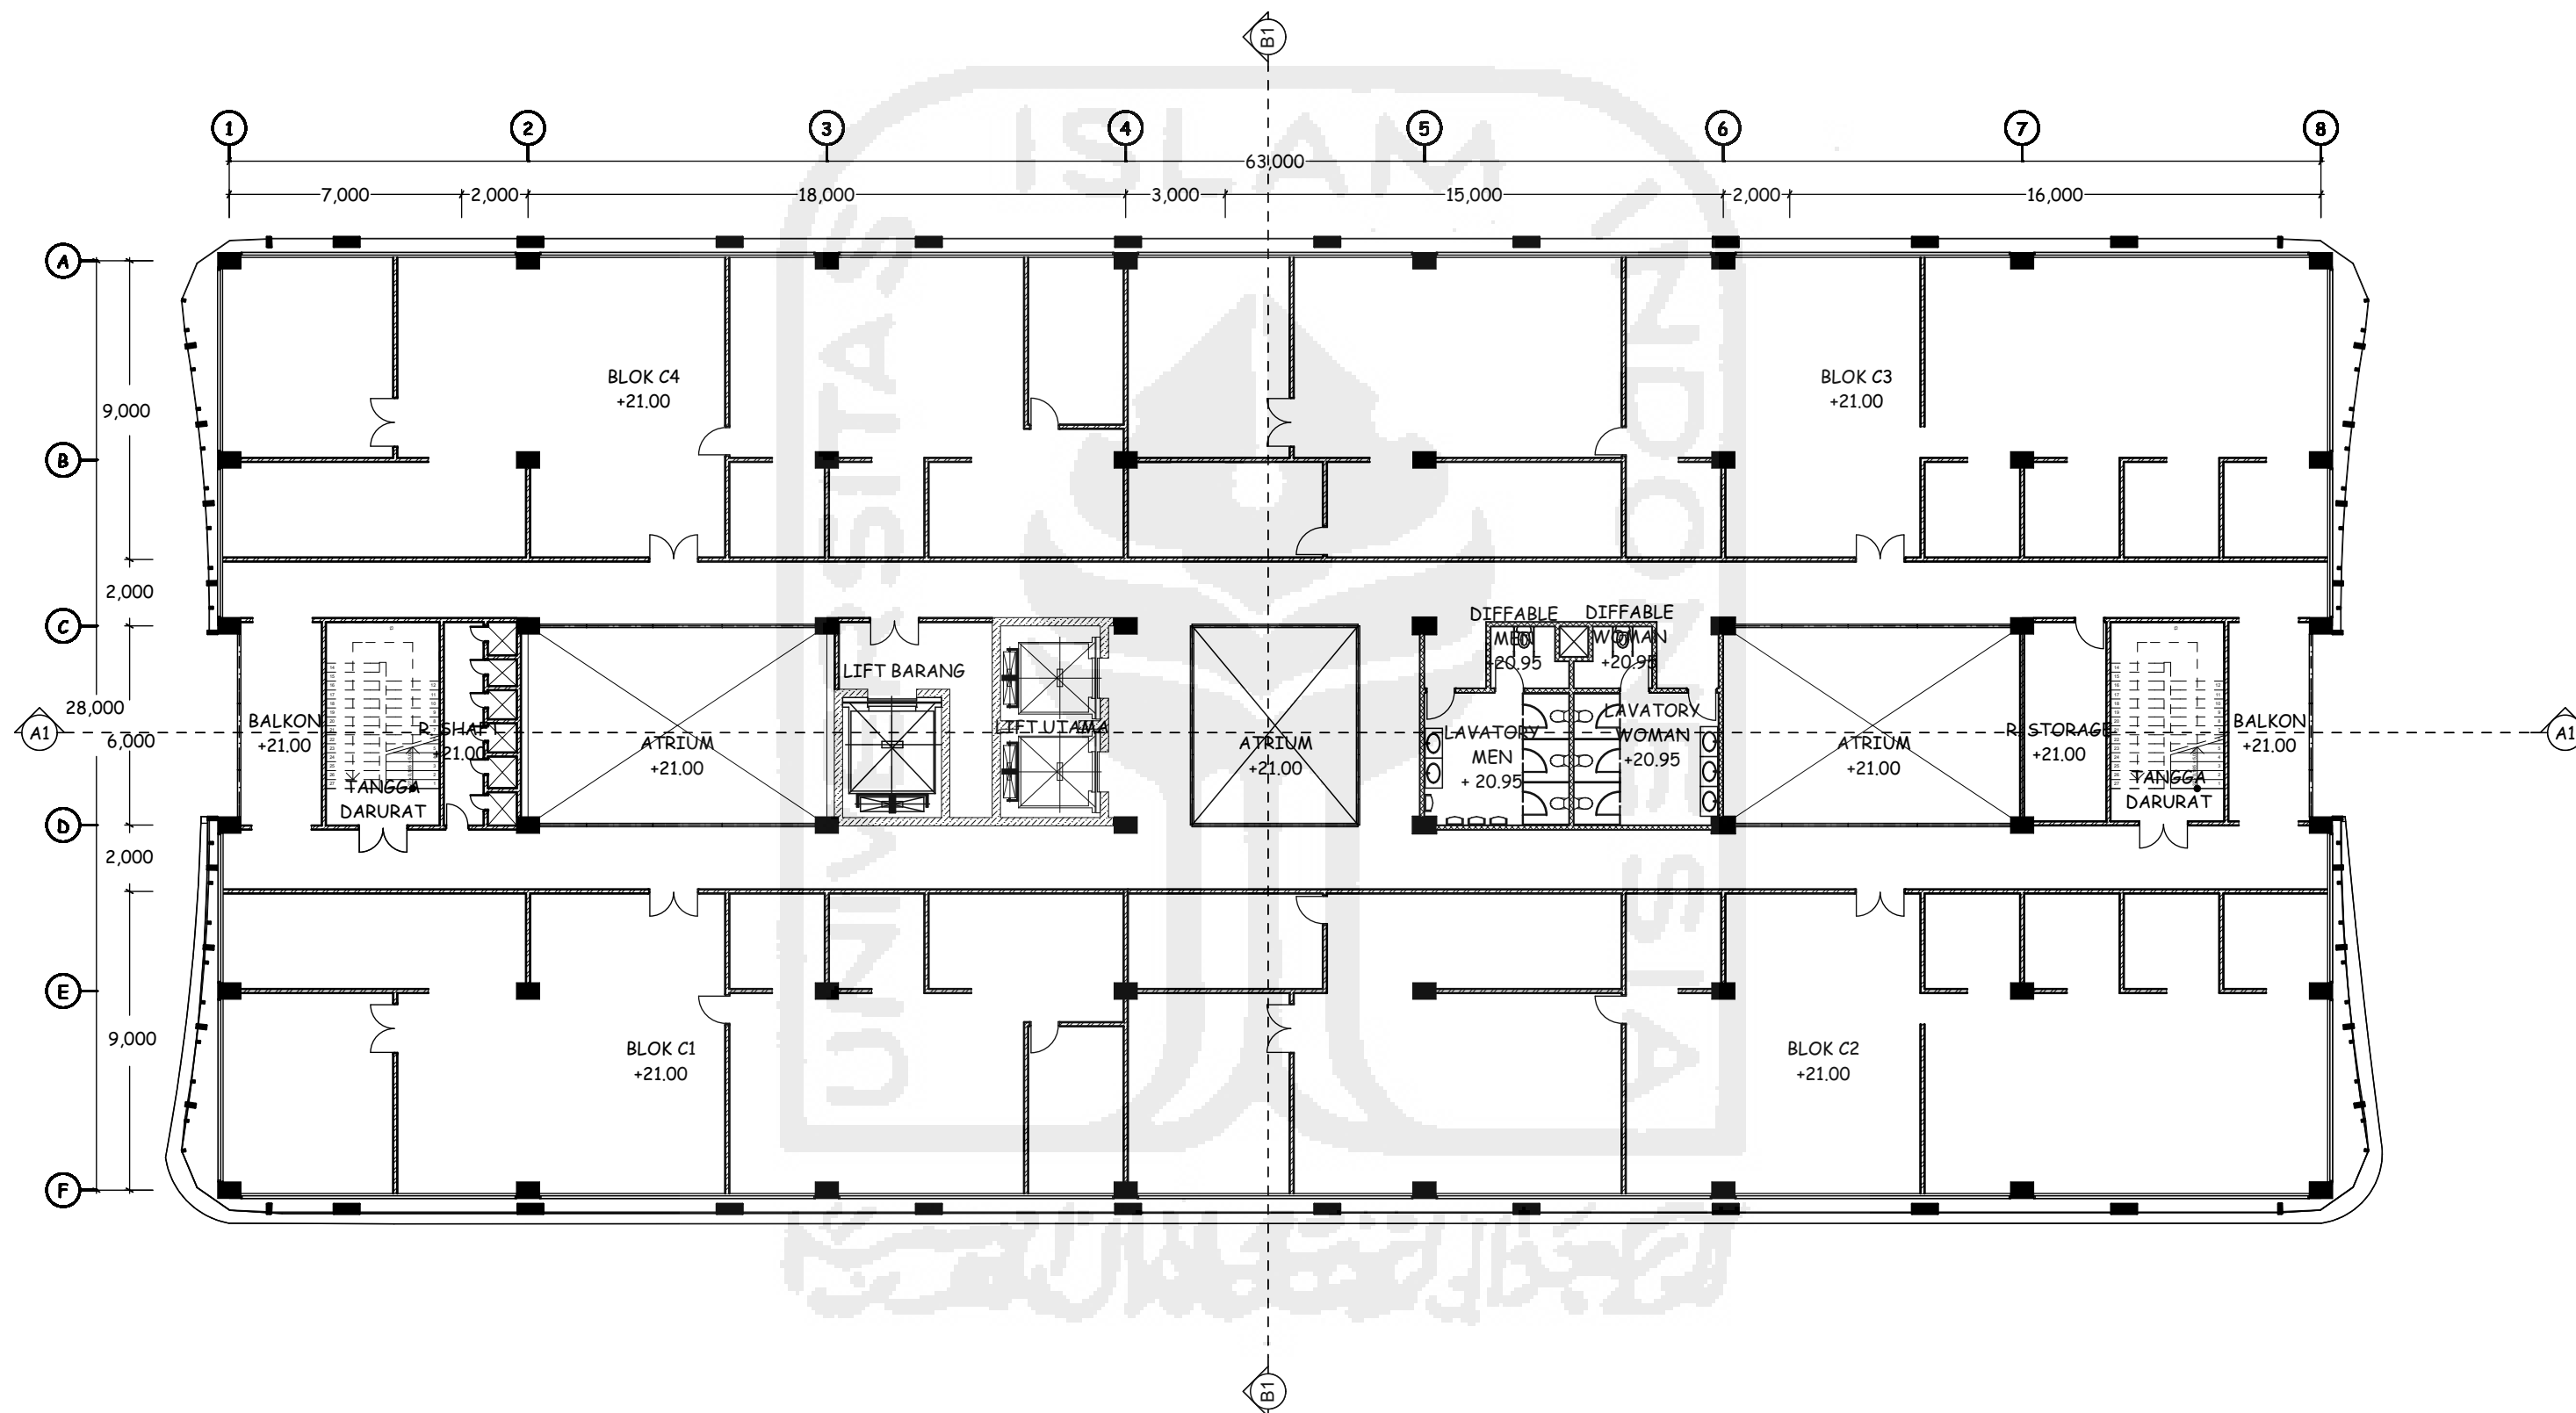 B1
1 2 3 4 5 6 7 8
63,000
7,000 2,000 18,000 3,000 15,000 2,000 16,000
A
B
C
D
E
F
9,000
2,000
28,000
6,000
2,000
9,000
A1
A1
UNIVERSITAS
ISLAM
INDONESIA
BLOK C4
+21.00
BLOK C3
+21.00
BALKON
+21.00
TANGGA
DARURAT
R. SHAFT
+21.00
ATRIUM
+21.00
LIFT BARANG
LIFT UTAMA
ATRIUM
+21.00
DIFFABLE
MEN
+20.95
DIFFABLE
WOMAN
+20.95
LAVATORY
MEN
+ 20.95
LAVATORY
WOMAN
+20.95
ATRIUM
+21.00
R. STORAGE
+21.00
TANGGA
DARURAT
BALKON
+21.00
BLOK C1
+21.00
BLOK C2
+21.00
B1